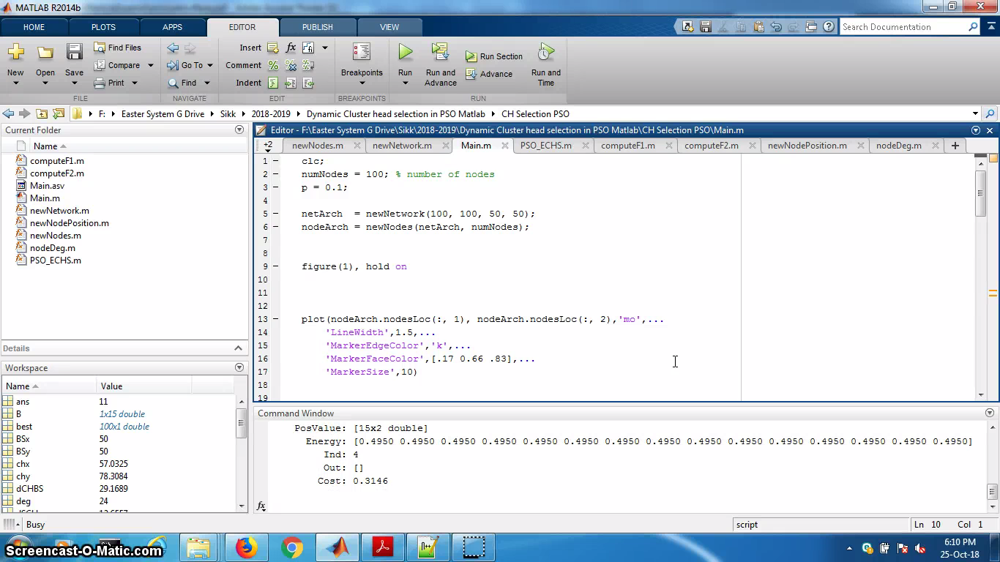 MATLAB R2014b
HOME PLOTS APPS EDITOR PUBLISH VIEW
Search Documentation
New Open Save Find Files Compare Print
Go To Find
Insert fx
Comment
Indent
Breakpoints
Run Run and Advance Run Section Advance Run and Time
FILE NAVIGATE EDIT BREAKPOINTS RUN
F: Easter System G Drive Sikk 2018-2019 Dynamic Cluster head selection in PSO Matlab CH Selection PSO
Current Folder
Name
computeF1.m
computeF2.m
Main.asv
Main.m
newNetwork.m
newNodePosition.m
newNodes.m
nodeDeg.m
PSO_ECHS.m
Details
Workspace
Name Value
ans 11
B 1x15 double
best 100x1 double
BSx 50
BSy 50
chx 57.0325
chy 78.3084
dCHBS 29.1689
deg 24
Editor - F:\Easter System G Drive\Sikk\2018-2019\Dynamic Cluster head selection in PSO Matlab\CH Selection PSO\Main.m
+2 newNodes.m newNetwork.m Main.m PSO_ECHS.m computeF1.m computeF2.m newNodePosition.m nodeDeg.m
1 clc;
2 numNodes = 100; % number of nodes
3 p = 0.1;
4
5 netArch = newNetwork(100, 100, 50, 50);
6 nodeArch = newNodes(netArch, numNodes);
7
8
9 figure(1), hold on
10
11
12
13 plot(nodeArch.nodesLoc(:, 1), nodeArch.nodesLoc(:, 2),'mo',...
14 'LineWidth',1.5,...
15 'MarkerEdgeColor','k',...
16 'MarkerFaceColor',[.17 0.66 .83],...
17 'MarkerSize',10)
18
19
Command Window
PosValue: [15x2 double]
Energy: [0.4950 0.4950 0.4950 0.4950 0.4950 0.4950 0.4950 0.4950 0.4950 0.4950 0.4950 0.4950 0.4950 0.4950 0.4950]
Ind: 4
Out: []
Cost: 0.3146
fx
Busy script Ln 10 Col 1
Screencast-O-Matic.com
6:10 PM
25-Oct-18